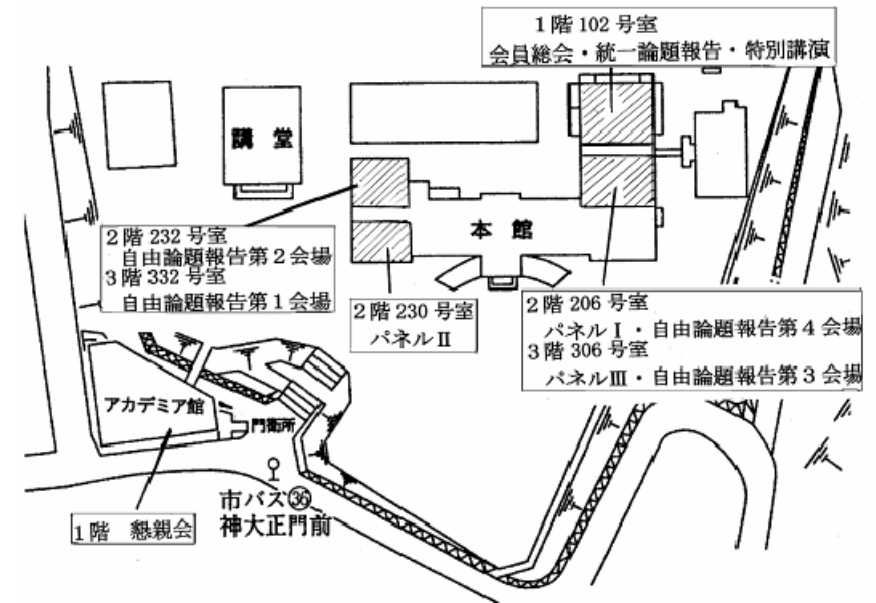 1階102号室
会員総会・統一論題報告・特別講演
講堂
本館
2階232号室
自由論題報告第2会場
3階332号室
自由論題報告第1会場
2階230号室
パネルⅡ
2階206号室
パネルⅠ・自由論題報告第4会場
3階306号室
パネルⅢ・自由論題報告第3会場
アカデミア館
門衛所
市バス㊱
神大正門前
1階 懇親会